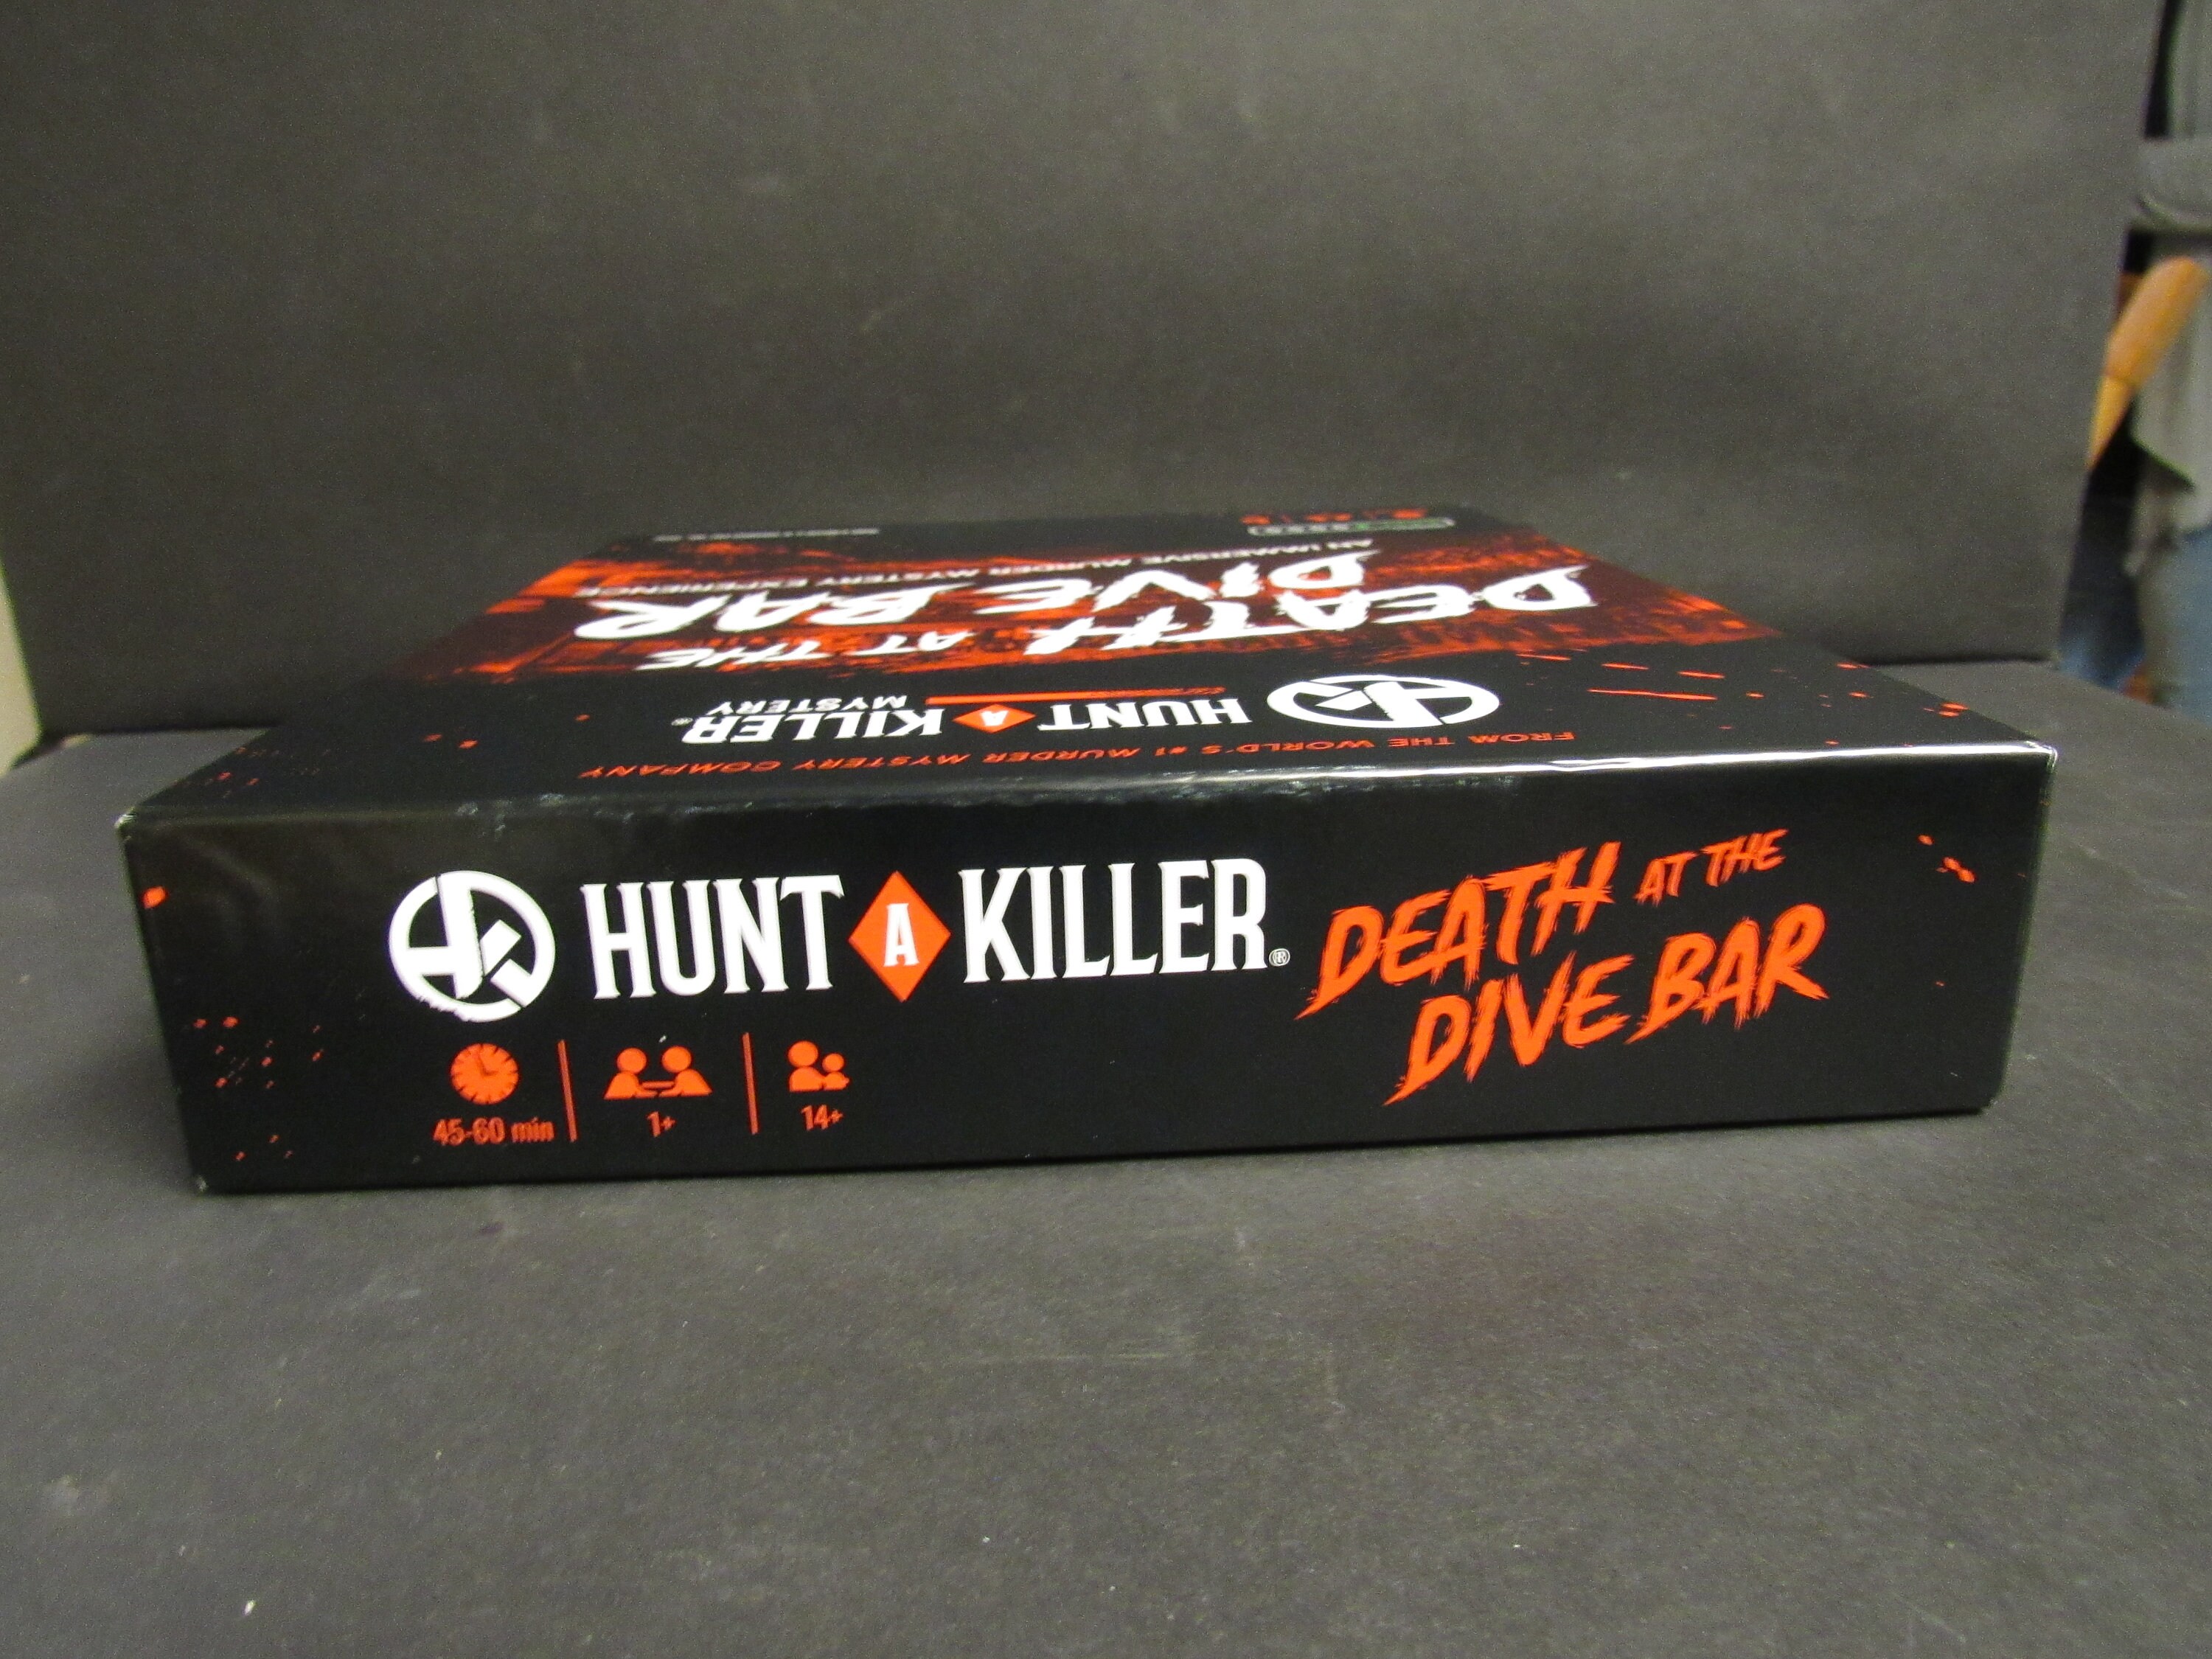 FROM THE WORLD'S #1 MURDER MYSTERY COMPANY
HUNT A KILLER®
MYSTERY
DEATH AT THE
DIVE BAR
AN IMMERSIVE MURDER MYSTERY EXPERIENCE
HUNT A KILLER®
DEATH AT THE
DIVE BAR
45-60 min
1+
14+